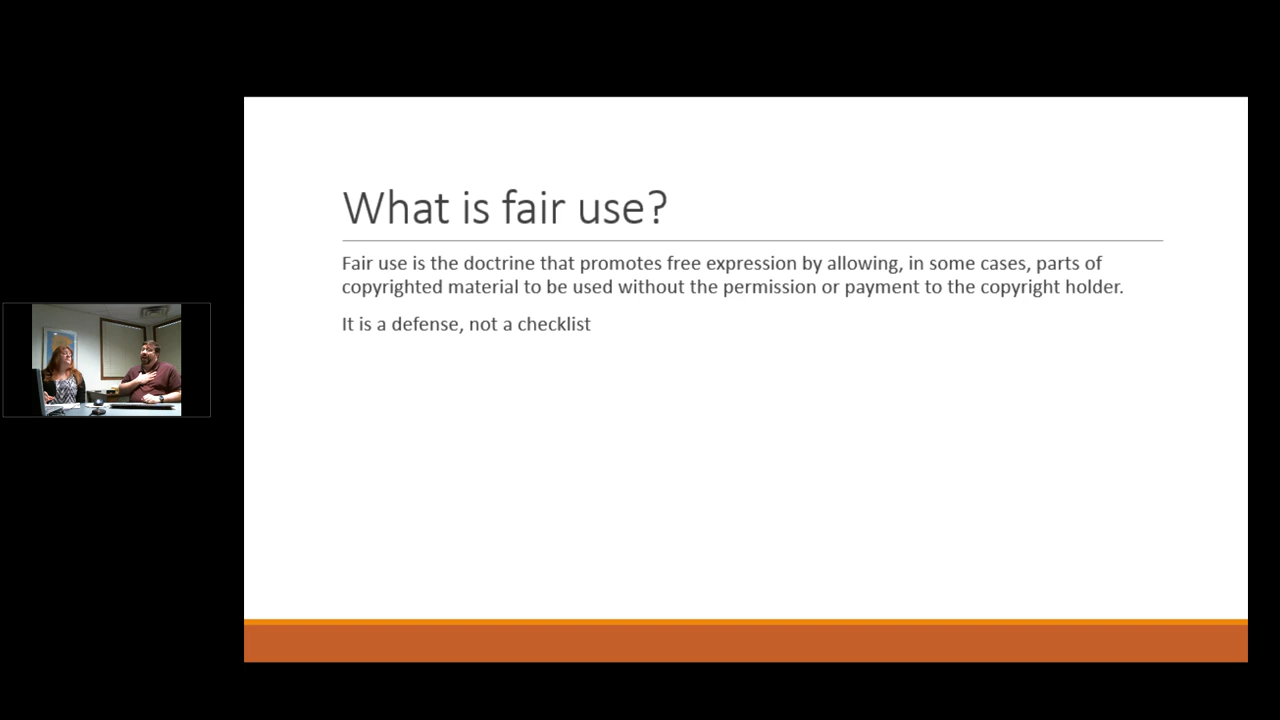 What is fair use?
Fair use is the doctrine that promotes free expression by allowing, in some cases, parts of
copyrighted material to be used without the permission or payment to the copyright holder.
It is a defense, not a checklist